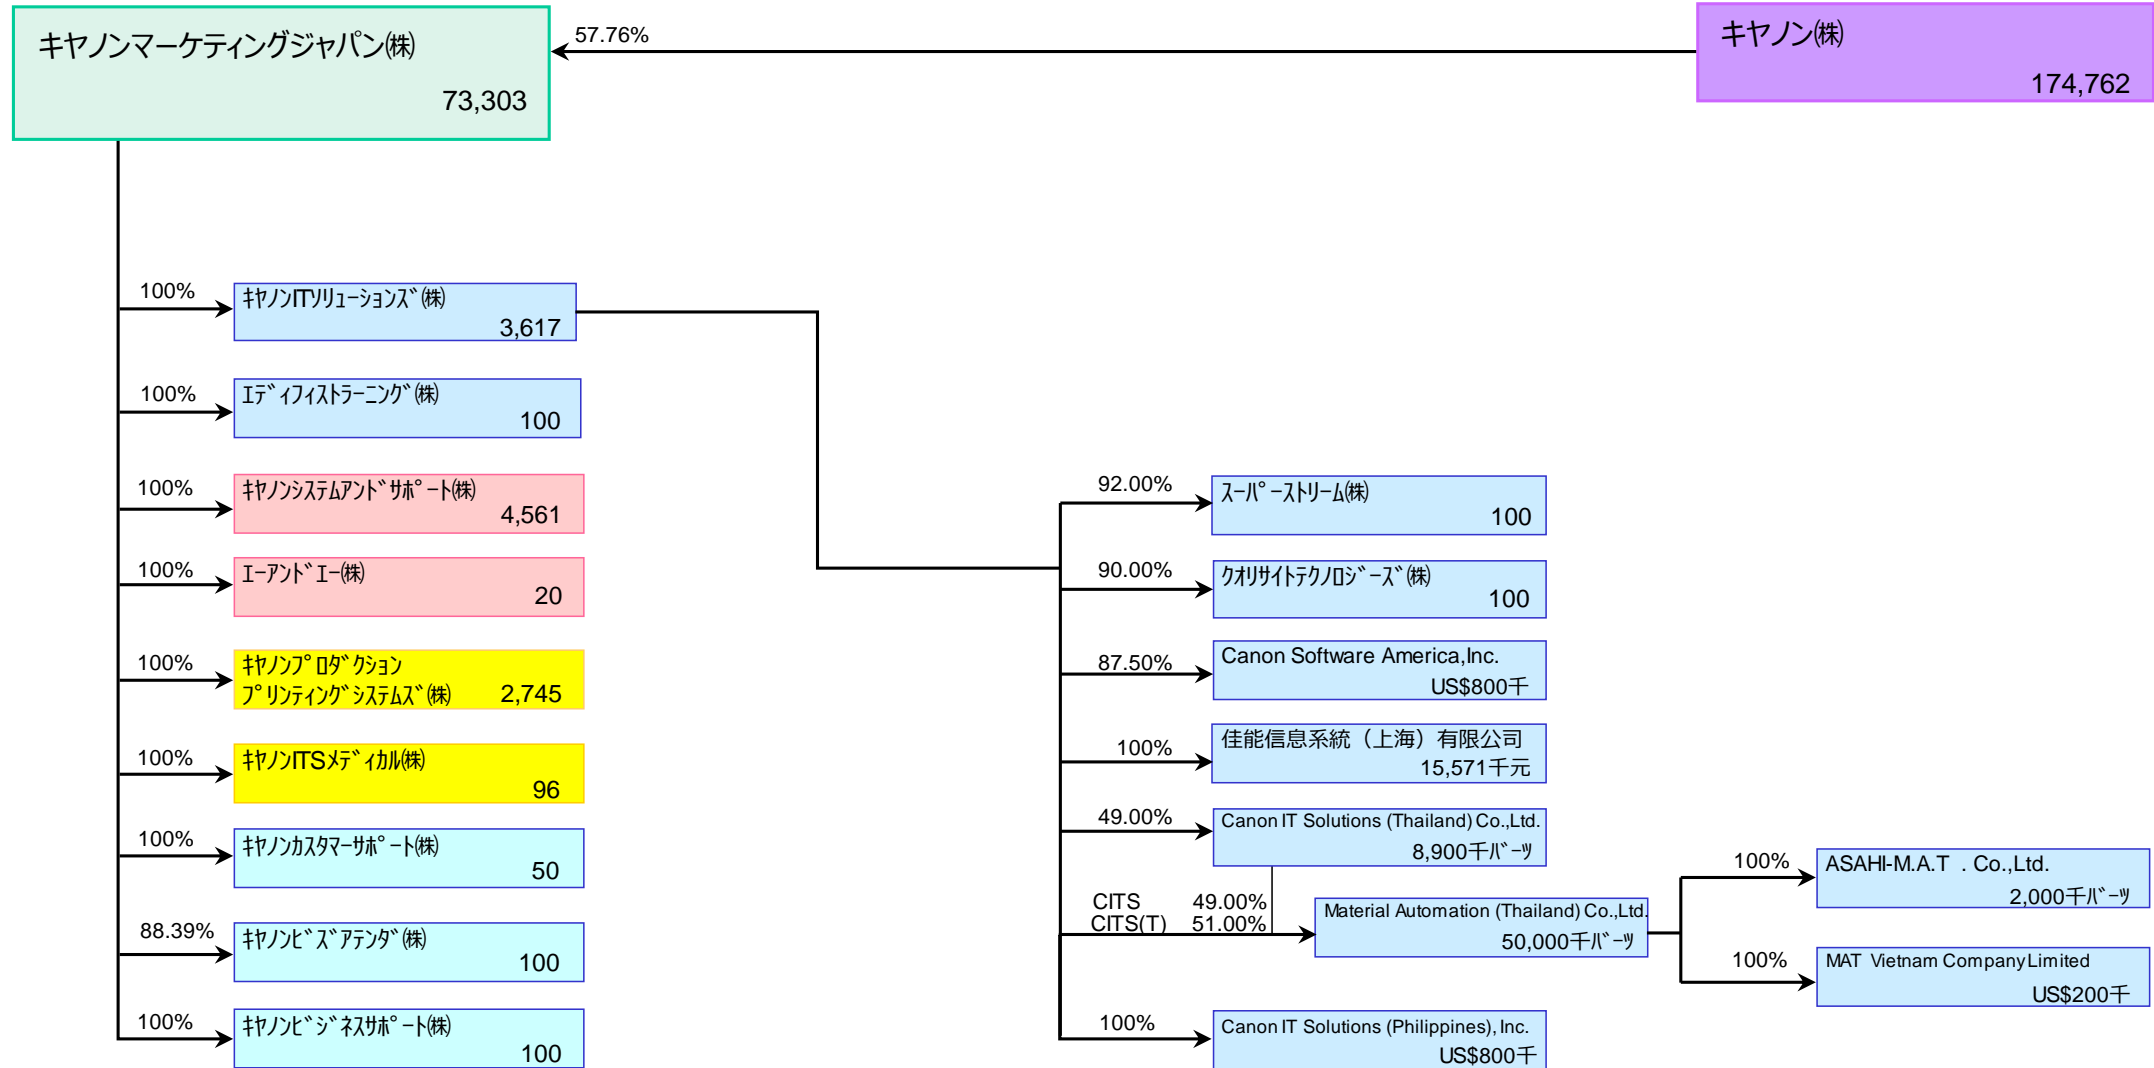 キヤノンマーケティングジャパン㈱
73,303
57.76%
キヤノン㈱
174,762
100%
ｷﾔﾉﾝITｿﾘｭｰｼｮﾝｽﾞ㈱
3,617
100%
ｴﾃﾞｨﾌｨｽﾄﾗｰﾆﾝｸﾞ㈱
100
100%
ｷﾔﾉﾝｼｽﾃﾑｱﾝﾄﾞｻﾎﾟｰﾄ㈱
4,561
100%
ｴｰｱﾝﾄﾞｴｰ㈱
20
100%
ｷﾔﾉﾝﾌﾟﾛﾀﾞｸｼｮﾝ
ﾌﾟﾘﾝﾃｨﾝｸﾞｼｽﾃﾑｽﾞ㈱ 2,745
100%
ｷﾔﾉﾝITSﾒﾃﾞｨｶﾙ㈱
96
100%
ｷﾔﾉﾝｶｽﾀﾏｰｻﾎﾟｰﾄ㈱
50
88.39%
ｷﾔﾉﾝﾋﾞｽﾞｱﾃﾝﾀﾞ㈱
100
100%
ｷﾔﾉﾝﾋﾞｼﾞﾈｽｻﾎﾟｰﾄ㈱
100
92.00%
ｽｰﾊﾟｰｽﾄﾘｰﾑ㈱
100
90.00%
ｸｵﾘｻｲﾄﾃｸﾉﾛｼﾞｰｽﾞ㈱
100
87.50%
Canon Software America,Inc.
US$800千
100%
佳能信息系統（上海）有限公司
15,571千元
49.00%
Canon IT Solutions (Thailand) Co.,Ltd.
8,900千ﾊﾞｰﾂ
CITS 49.00%
CITS(T) 51.00%
Material Automation (Thailand) Co.,Ltd.
50,000千ﾊﾞｰﾂ
100%
Canon IT Solutions (Philippines), Inc.
US$800千
100%
ASAHI-M.A.T . Co.,Ltd.
2,000千ﾊﾞｰﾂ
100%
MAT Vietnam Company Limited
US$200千